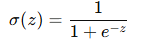 σ(z) = 1 / (1 + e^{-z})